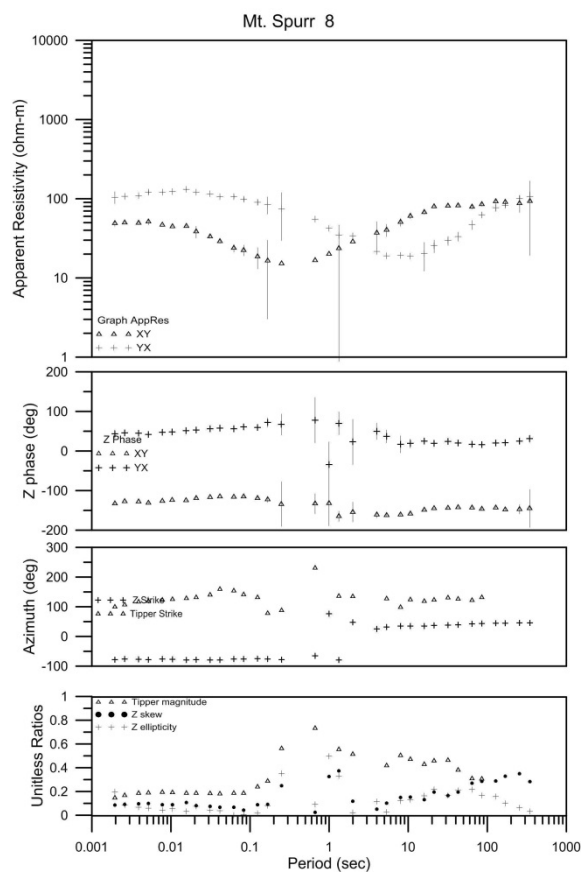 Mt. Spurr 8
Apparent Resistivity (ohm-m)
10000
1000
100
10
1
Graph AppRes
XY
YX
Z phase (deg)
200
100
0
-100
-200
Z Phase
XY
YX
Azimuth (deg)
300
200
100
0
-100
Z Strike
Tipper Strike
Unitless Ratios
1
0.8
0.6
0.4
0.2
0
Tipper magnitude
Z skew
Z ellipticity
0.001 0.01 0.1 1 10 100 1000
Period (sec)